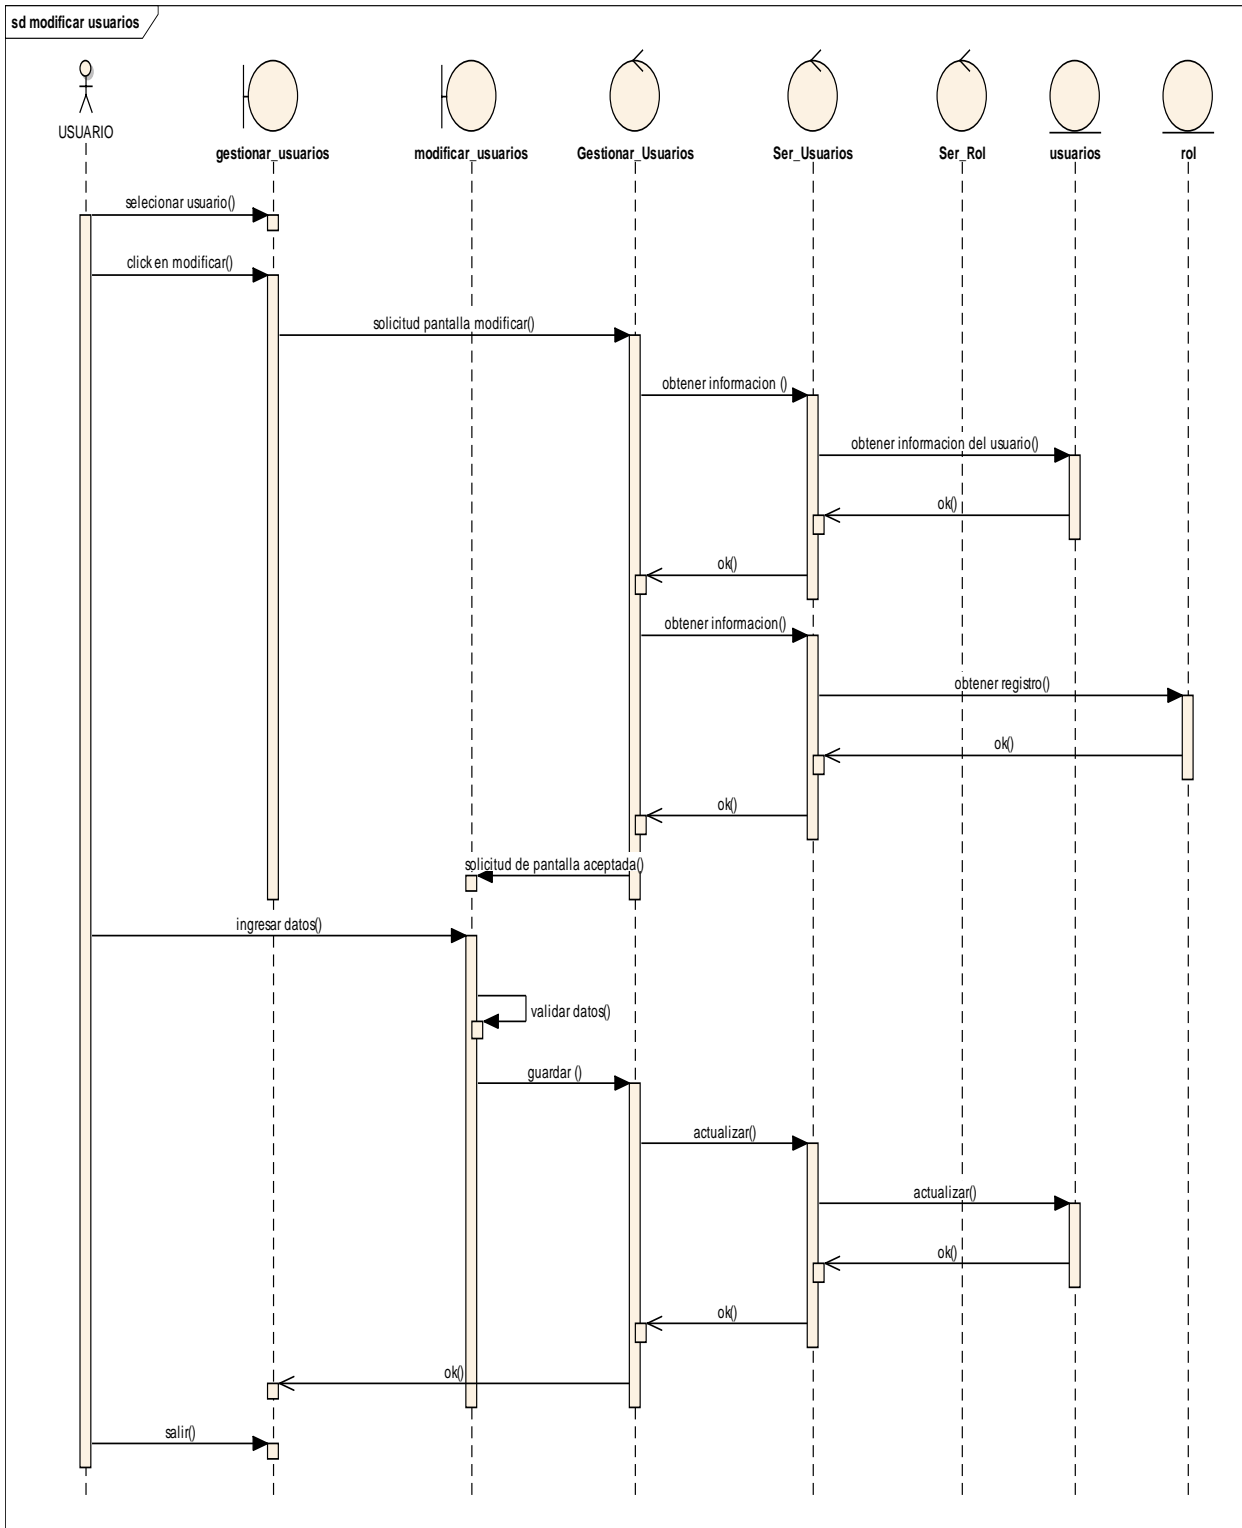 sd modificar usuarios
USUARIO
gestionar_usuarios
modificar_usuarios
Gestionar_Usuarios
Ser_Usuarios
Ser_Rol
usuarios
rol
selecionar usuario()
click en modificar()
solicitud pantalla modificar()
obtener informacion ()
obtener informacion del usuario()
ok()
ok()
obtener informacion()
obtener registro()
ok()
ok()
solicitud de pantalla aceptada()
ingresar datos()
validar datos()
guardar ()
actualizar()
actualizar()
ok()
ok()
ok()
salir()